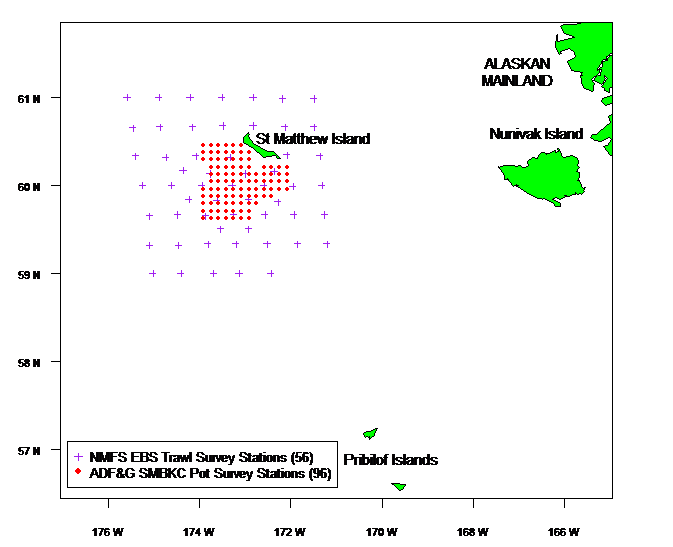 ALASKAN
MAINLAND
61 N
St Matthew Island
Nunivak Island
60 N
59 N
58 N
57 N
NMFS EBS Trawl Survey Stations (56)
ADF&G SMBKC Pot Survey Stations (96)
Pribilof Islands
176 W 174 W 172 W 170 W 168 W 166 W